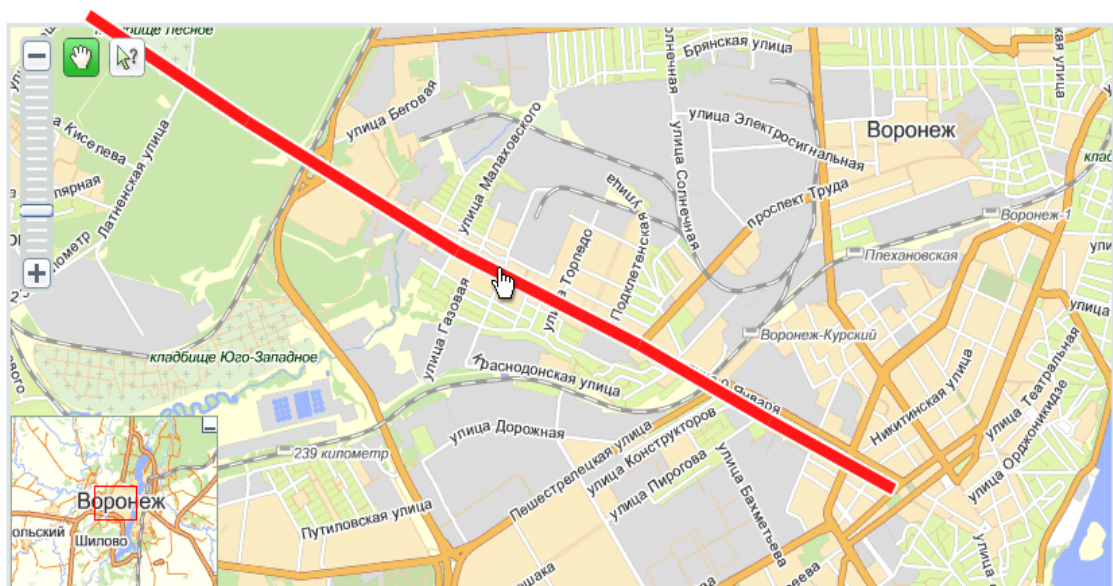 кладбище Лесное
Брянская улица
улица Беговая
улица Электросигнальная
Воронеж
улица Малаховского
улица Солнечная
Латненская улица
проспект Труда
Воронеж-1
Плехановская
Подклетенская улица
улица Торпедо
улица Газовая
Воронеж-Курский
кладбище Юго-Западное
Краснодонская улица
9 Января
Никитинская улица
улица Театральная
улица Орджоникидзе
улица Дорожная
239 километр
Пешестрелецкая улица
улица Конструкторов
улица Пирогова
улица Бахметьева
Путиловская улица
Воронеж
Шилово